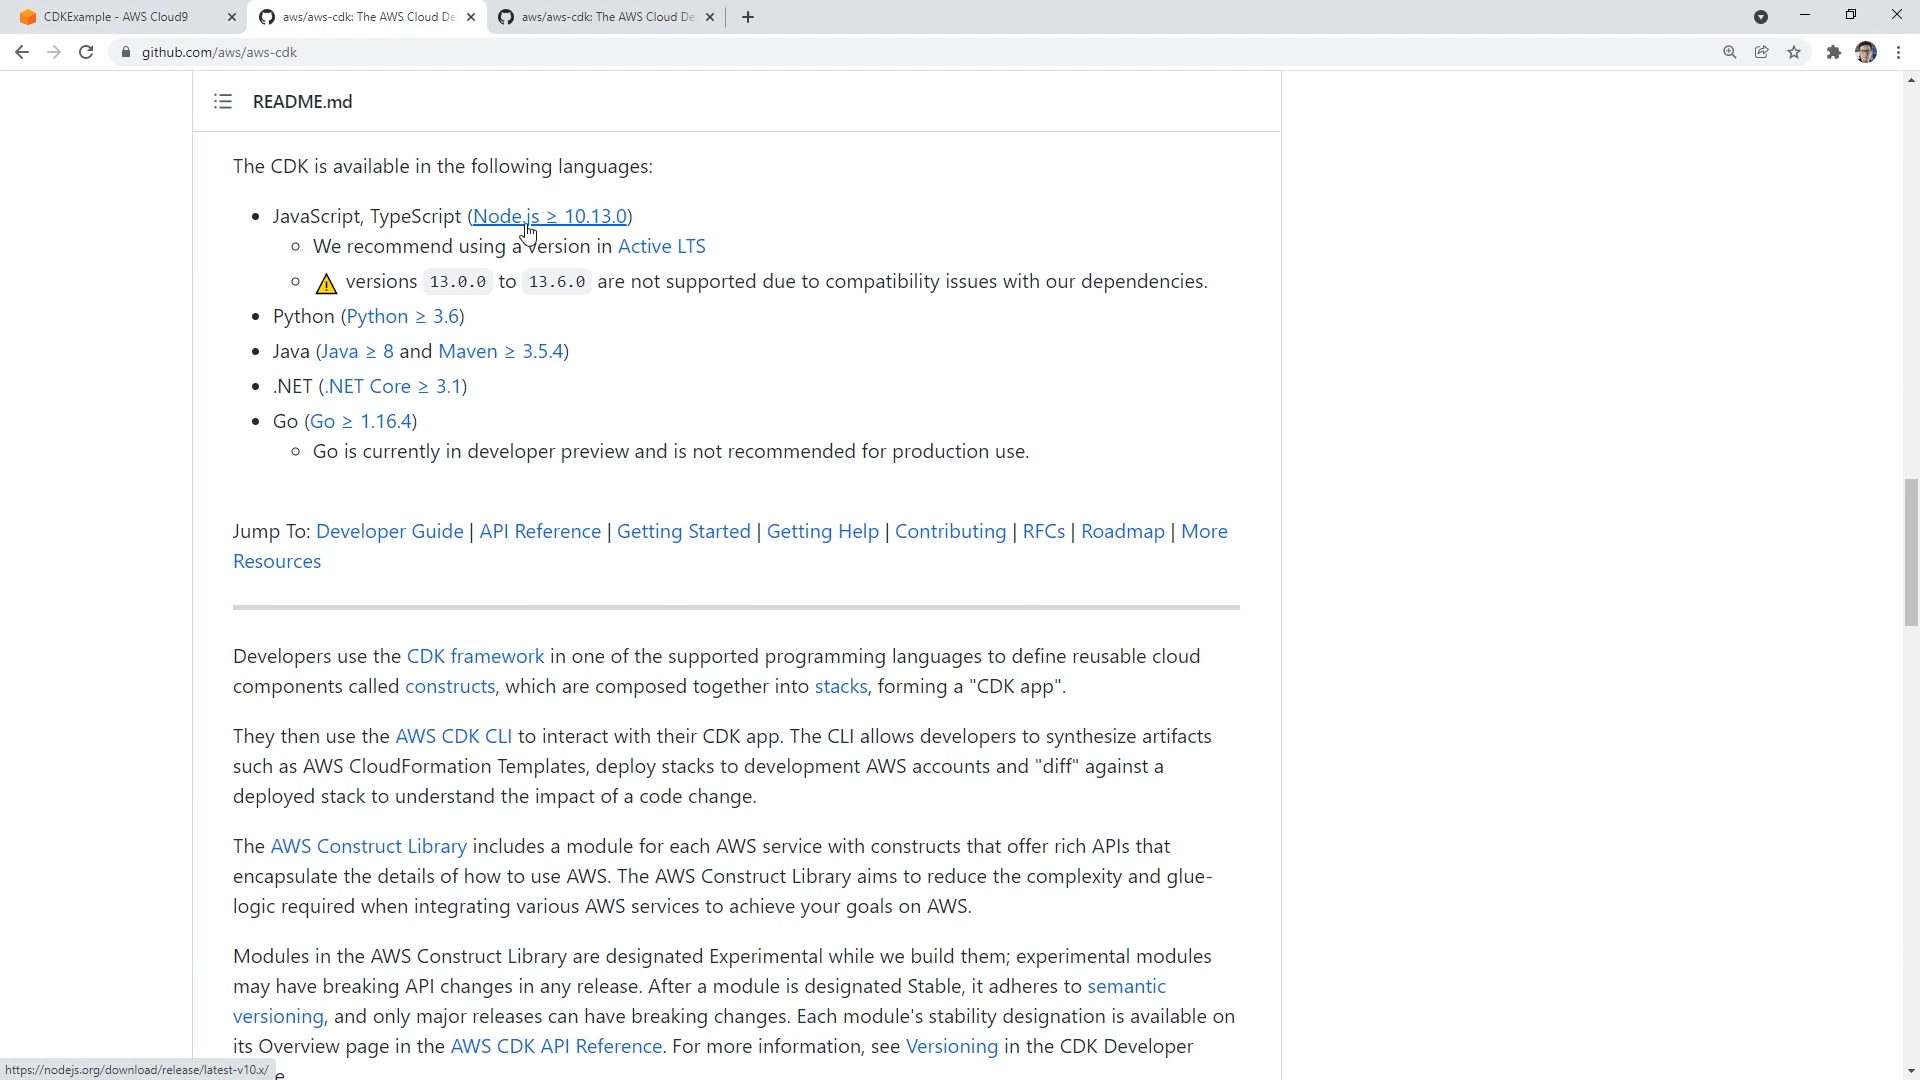 CDKExample - AWS Cloud9
aws/aws-cdk: The AWS Cloud De
aws/aws-cdk: The AWS Cloud De
github.com/aws/aws-cdk
README.md
The CDK is available in the following languages:
JavaScript, TypeScript (Node.js ≥ 10.13.0)
We recommend using a version in Active LTS
⚠ versions 13.0.0 to 13.6.0 are not supported due to compatibility issues with our dependencies.
Python (Python ≥ 3.6)
Java (Java ≥ 8 and Maven ≥ 3.5.4)
.NET (.NET Core ≥ 3.1)
Go (Go ≥ 1.16.4)
Go is currently in developer preview and is not recommended for production use.
Jump To: Developer Guide | API Reference | Getting Started | Getting Help | Contributing | RFCs | Roadmap | More
Resources
Developers use the CDK framework in one of the supported programming languages to define reusable cloud
components called constructs, which are composed together into stacks, forming a "CDK app".
They then use the AWS CDK CLI to interact with their CDK app. The CLI allows developers to synthesize artifacts
such as AWS CloudFormation Templates, deploy stacks to development AWS accounts and "diff" against a
deployed stack to understand the impact of a code change.
The AWS Construct Library includes a module for each AWS service with constructs that offer rich APIs that
encapsulate the details of how to use AWS. The AWS Construct Library aims to reduce the complexity and glue-
logic required when integrating various AWS services to achieve your goals on AWS.
Modules in the AWS Construct Library are designated Experimental while we build them; experimental modules
may have breaking API changes in any release. After a module is designated Stable, it adheres to semantic
versioning, and only major releases can have breaking changes. Each module's stability designation is available on
its Overview page in the AWS CDK API Reference. For more information, see Versioning in the CDK Developer
https://nodejs.org/download/release/latest-v10.x/